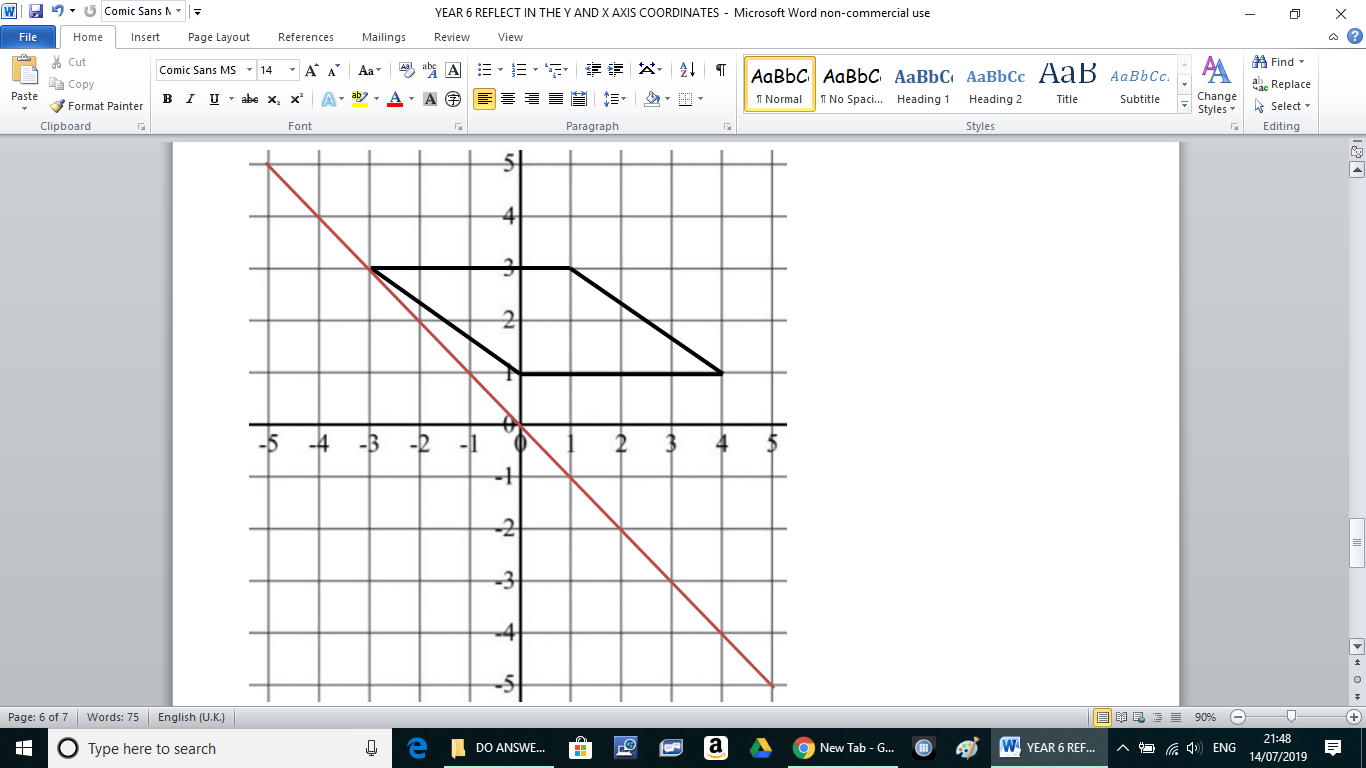 YEAR 6 REFLECT IN THE Y AND X AXIS COORDINATES - Microsoft Word non-commercial use
Comic Sans M
File Home Insert Page Layout References Mailings Review View
Paste
Cut
Copy
Format Painter
Clipboard
Comic Sans MS 14
Font
Paragraph
AaBbCc AaBbCc AaBbCc AaBbCc AaB AaBbCc.
¶ Normal ¶ No Spaci... Heading 1 Heading 2 Title Subtitle
Change
Styles
Styles
Find
Replace
Select
Editing
5
4
3
2
1
0
-5 -4 -3 -2 -1 0 1 2 3 4 5
-1
-2
-3
-4
-5
Page: 6 of 7 Words: 75 English (U.K.) 90%
Type here to search
DO ANSWE...
New Tab - G...
YEAR 6 REF...
ENG
21:48
14/07/2019